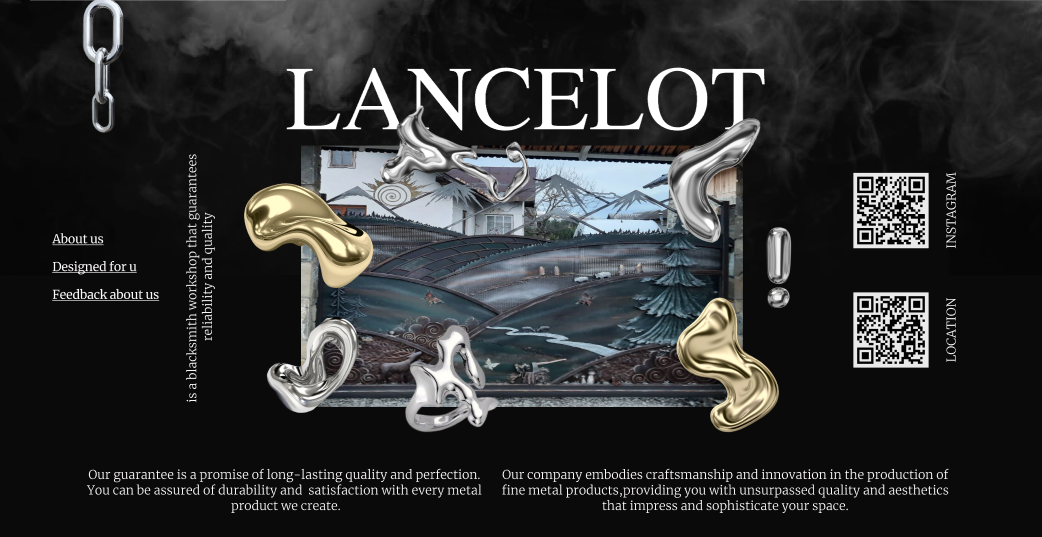 LANCELOT
About us
Designed for u
Feedback about us
is a blacksmith workshop that guarantees
reliability and quality
INSTAGRAM
LOCATION
Our guarantee is a promise of long-lasting quality and perfection.
You can be assured of durability and  satisfaction with every metal
product we create.
Our company embodies craftsmanship and innovation in the production of
fine metal products,providing you with unsurpassed quality and aesthetics
that impress and sophisticate your space.